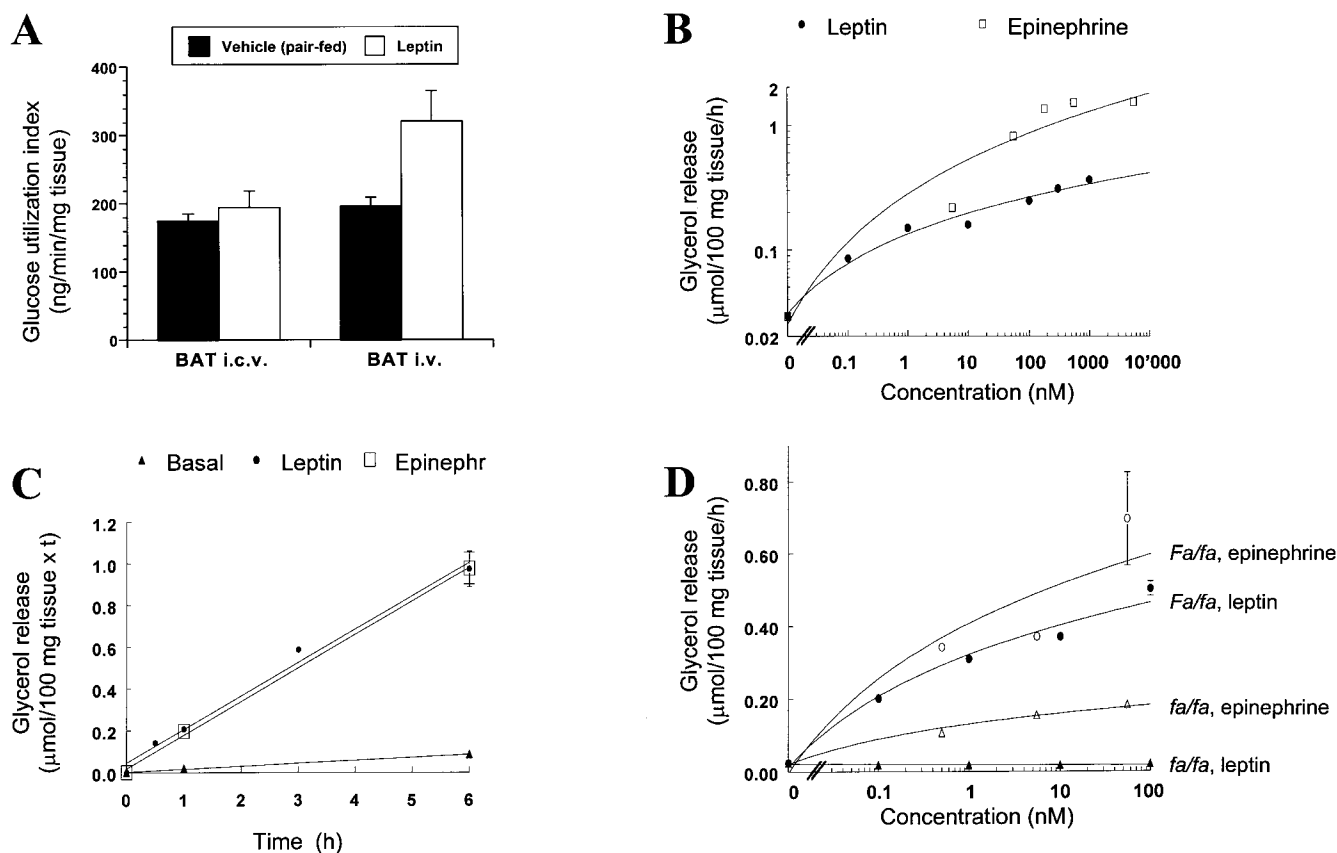 A
Vehicle (pair-fed) Leptin
Glucose utilization index
(ng/min/mg tissue)
400
300
200
100
0
BAT i.c.v. BAT i.v.
B
Leptin Epinephrine
Glycerol release
(μmol/100 mg tissue/h)
2
1
0.1
0.02
0 0.1 1 10 100 1000 10'000
Concentration (nM)
C
Basal Leptin Epinephr
Glycerol release
(μmol/100 mg tissue x t)
1.2
1.0
0.8
0.6
0.4
0.2
0.0
0 1 2 3 4 5 6
Time (h)
D
Glycerol release
(μmol/100 mg tissue/h)
0.80
0.60
0.40
0.20
0.00
Fa/fa, epinephrine
Fa/fa, leptin
fa/fa, epinephrine
fa/fa, leptin
0 0.1 1 10 100
Concentration (nM)